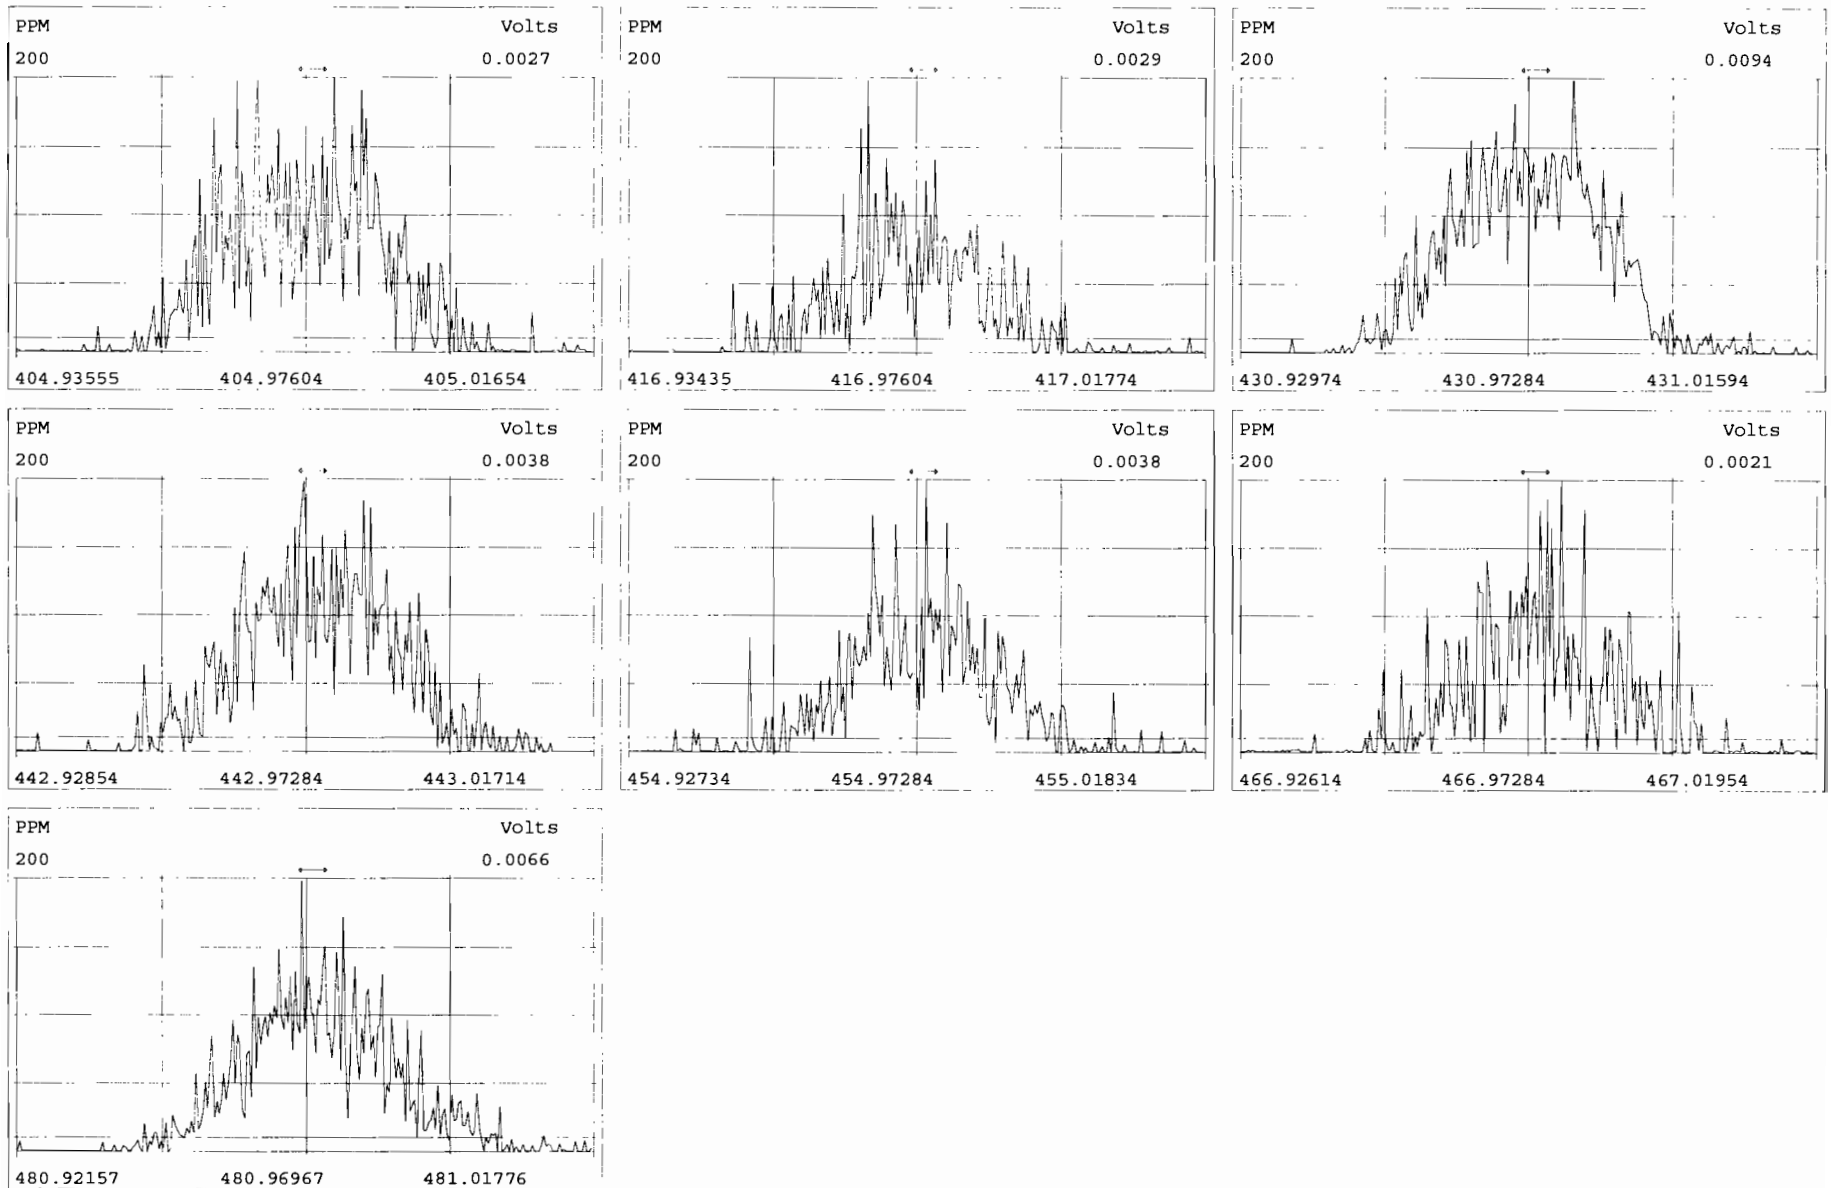 PPM Volts
200 0.0027
404.93555 404.97604 405.01654
PPM Volts
200 0.0029
416.93435 416.97604 417.01774
PPM Volts
200 0.0094
430.92974 430.97284 431.01594
PPM Volts
200 0.0038
442.92854 442.97284 443.01714
PPM Volts
200 0.0038
454.92734 454.97284 455.01834
PPM Volts
200 0.0021
466.92614 466.97284 467.01954
PPM Volts
200 0.0066
480.92157 480.96967 481.01776